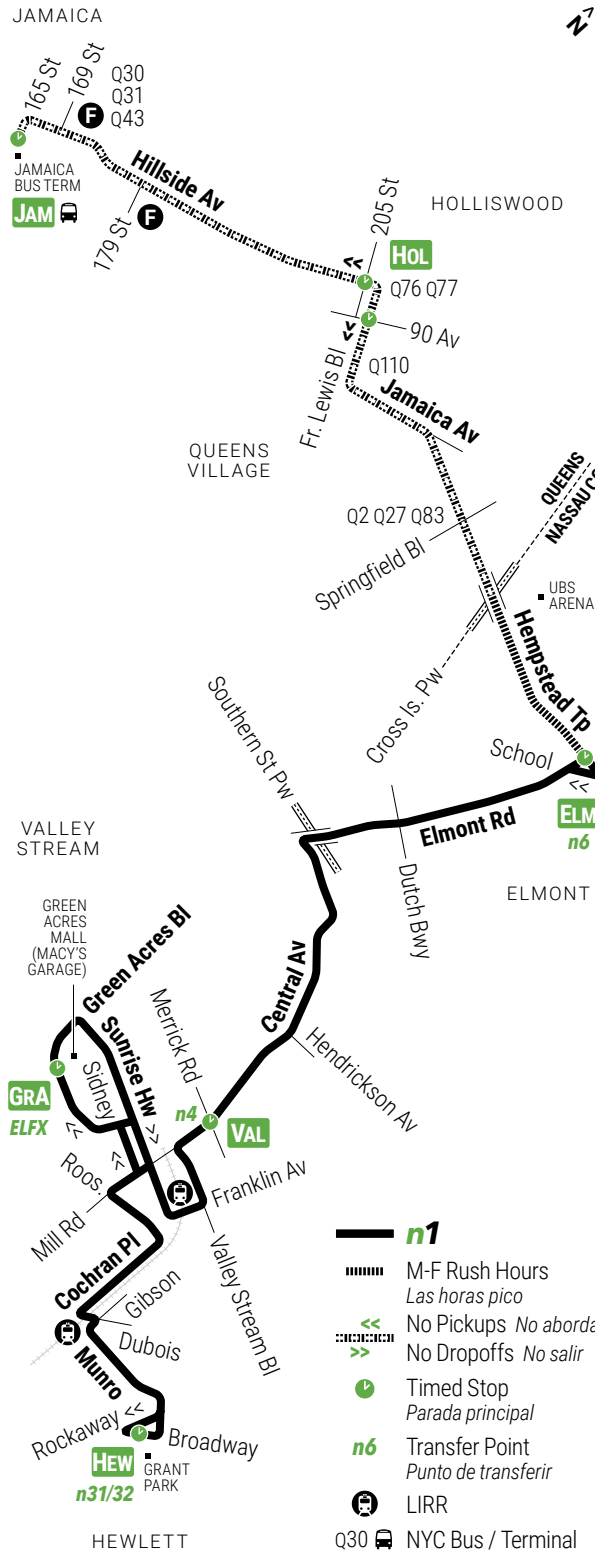 JAMAICA
N
165 St
169 St
Q30
Q31
Q43
F
JAMAICA
BUS TERM
JAM
Hillside Av
179 St
F
205 St
HOLLISWOOD
<<
HOL
Q76 Q77
<<
90 Av
Fr. Lewis Bl
Q110
Jamaica Av
QUEENS
VILLAGE
QUEENS
NASSAU C
Q2 Q27 Q83
Springfield Bl
UBS
ARENA
Hempstead Tp
Cross Is. Pw
Southern St Pw
School
<<
ELM
n6
Elmont Rd
ELMONT
VALLEY
STREAM
Dutch Bwy
GREEN
ACRES
MALL
(MACY'S
GARAGE)
Green Acres Bl
Central Av
Merrick Rd
Sunrise Hw
Hendrickson Av
Sidney
GRA
ELFX
n4
VAL
<<
>>
<<
Roos.
Franklin Av
Mill Rd
Valley Stream Bl
Cochran Pl
Gibson
Dubois
Munro
Rockaway
<<
Broadway
HEW
n31/32
GRANT
PARK
HEWLETT
n1
M-F Rush Hours
Las horas pico
<< No Pickups No aborda
>> No Dropoffs No salir
Timed Stop
Parada principal
n6 Transfer Point
Punto de transferir
LIRR
Q30 NYC Bus / Terminal